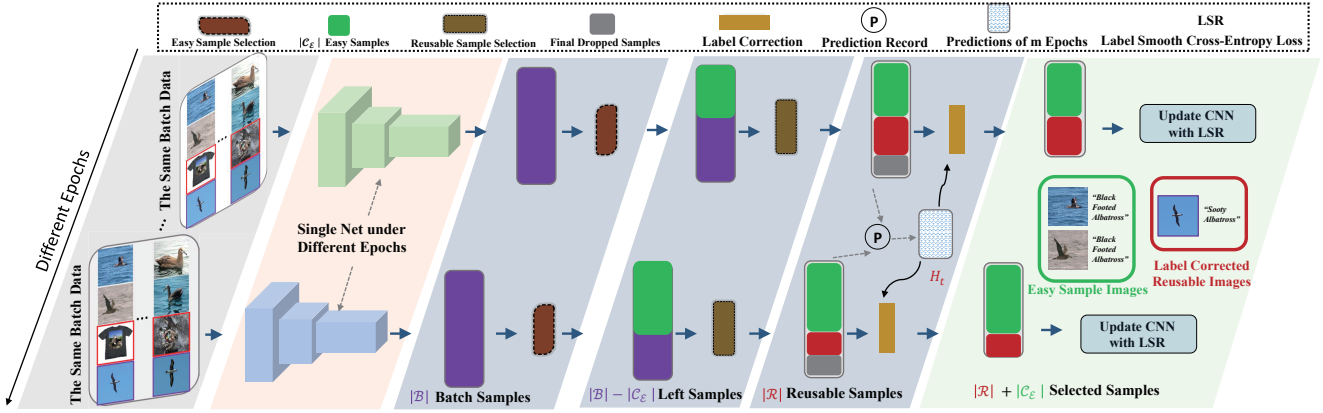 P
LSR
Easy Sample Selection
|C_ℰ| Easy Samples
Reusable Sample Selection
Final Dropped Samples
Label Correction
Prediction Record
Predictions of m Epochs
Label Smooth Cross-Entropy Loss
Different Epochs
The Same Batch Data
...
...
The Same Batch Data
...
Single Net under
Different Epochs
P
H_t
Update CNN
with LSR
"Black
Footed
Albatross"
"Black
Footed
Albatross"
Easy Sample Images
"Sooty
Albatross"
Label Corrected
Reusable Images
Update CNN
with LSR
|ℬ| Batch Samples
|ℬ| − |C_ℰ| Left Samples
|ℛ| Reusable Samples
|ℛ| + |C_ℰ| Selected Samples